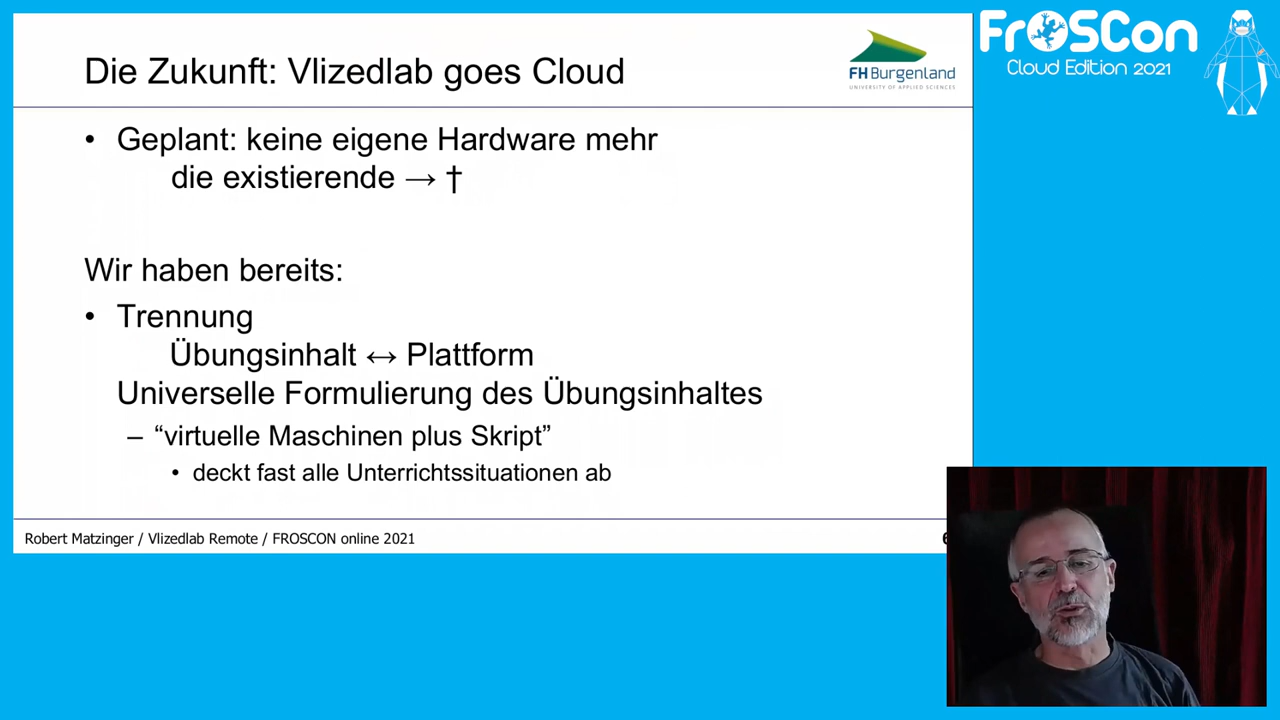 Die Zukunft: Vlizedlab goes Cloud
FH Burgenland
UNIVERSITY OF APPLIED SCIENCES
FrOSCon
Cloud Edition 2021
• Geplant: keine eigene Hardware mehr
die existierende → †
Wir haben bereits:
• Trennung
Übungsinhalt ↔ Plattform
Universelle Formulierung des Übungsinhaltes
– “virtuelle Maschinen plus Skript”
• deckt fast alle Unterrichtssituationen ab
Robert Matzinger / Vlizedlab Remote / FROSCON online 2021